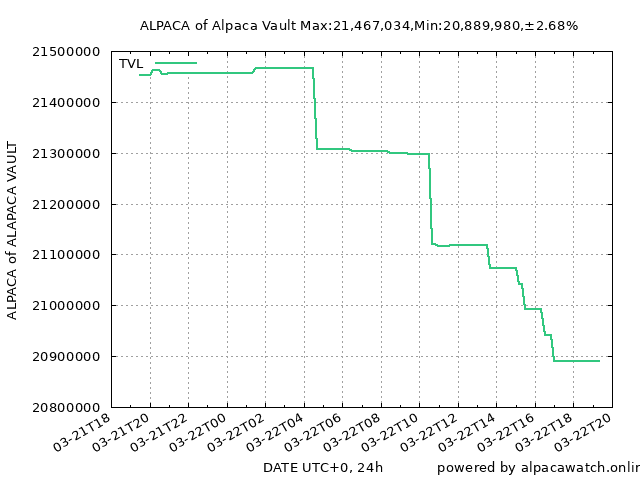 ALPACA of Alpaca Vault Max:21,467,034,Min:20,889,980,±2.68%
21500000
TVL
21400000
21300000
21200000
21100000
21000000
20900000
20800000
ALPACA of ALAPACA VAULT
03-21T18
03-21T20
03-21T22
03-22T00
03-22T02
03-22T04
03-22T06
03-22T08
03-22T10
03-22T12
03-22T14
03-22T16
03-22T18
03-22T20
DATE UTC+0, 24h
powered by alpacawatch.onlin